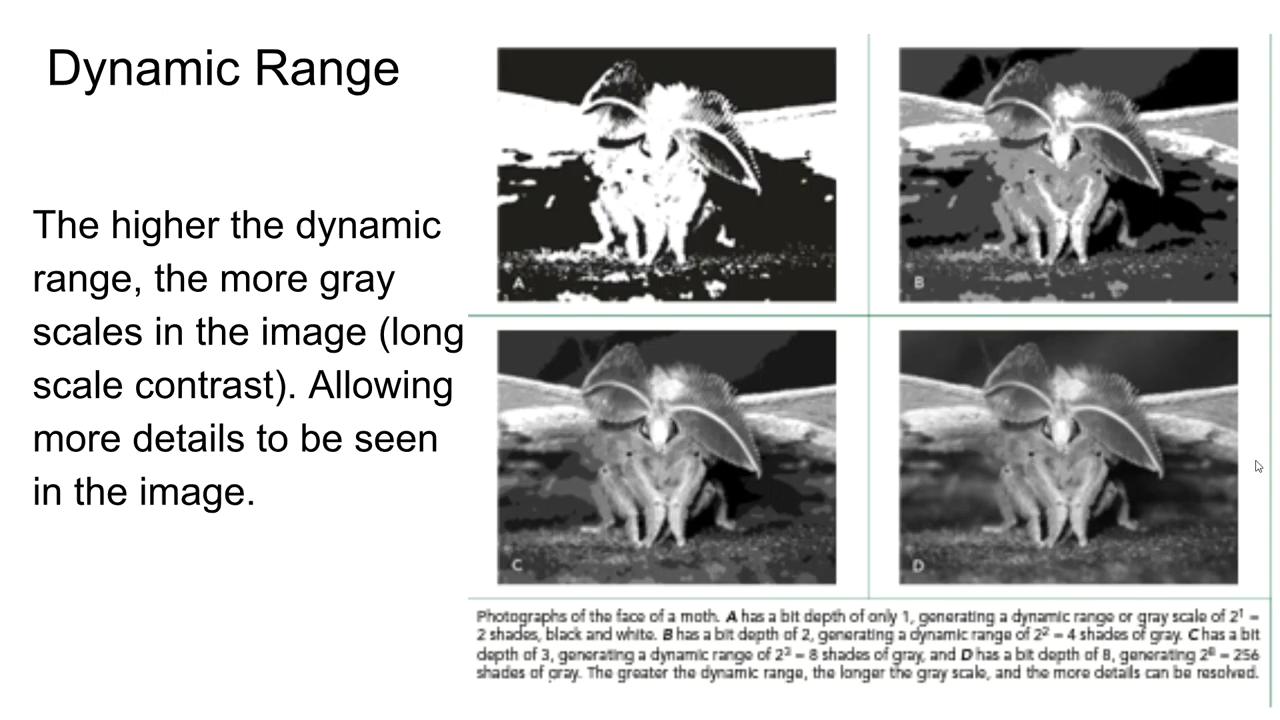 Dynamic Range
The higher the dynamic
range, the more gray
scales in the image (long
scale contrast). Allowing
more details to be seen
in the image.
A
B
C
D
Photographs of the face of a moth. A has a bit depth of only 1, generating a dynamic range or gray scale of 2¹ =
2 shades, black and white. B has a bit depth of 2, generating a dynamic range of 2² = 4 shades of gray. C has a bit
depth of 3, generating a dynamic range of 2³ = 8 shades of gray, and D has a bit depth of 8, generating 2⁸ = 256
shades of gray. The greater the dynamic range, the longer the gray scale, and the more details can be resolved.